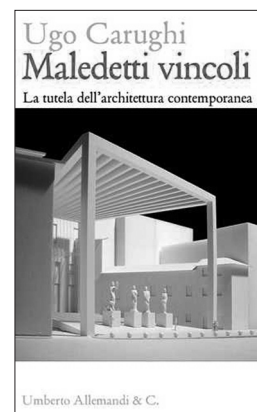 Ugo Carughi
Maledetti vincoli
La tutela dell'architettura contemporanea
Umberto Allemandi & C.